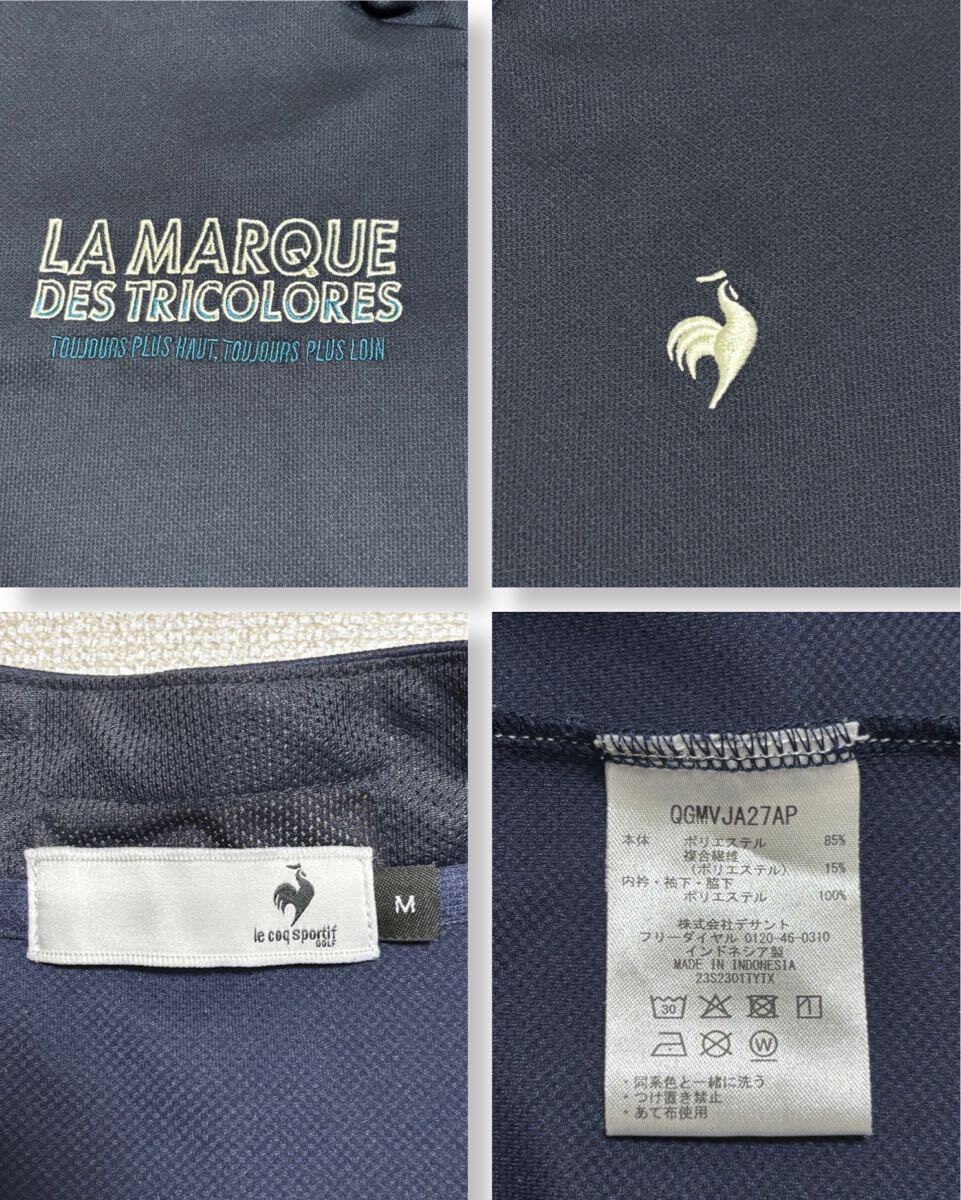 LA MARQUE
DES TRICOLORES
TOUJOURS PLUS HAUT, TOUJOURS PLUS LOIN
le coq sportif
GOLF
M
QGMVJA27AP
本体 ポリエステル 85%
複合繊維
(ポリエステル) 15%
内衿・袖下・脇下
ポリエステル 100%
株式会社デサント
フリーダイヤル 0120-46-0310
インドネシア製
MADE IN INDONESIA
23S2301TYTX
30
W
・同系色と一緒に洗う
・つけ置き禁止
・あて布使用